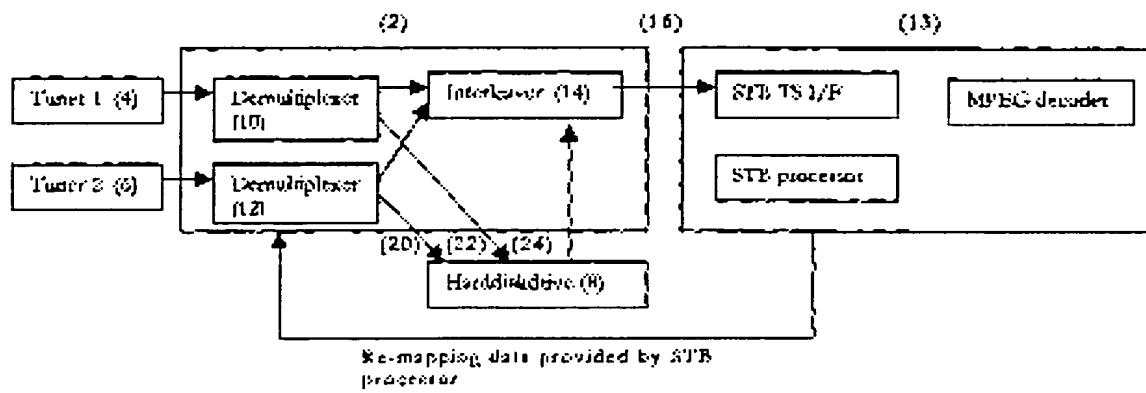 (2) (16) (13)
Tuner 1 (4)
Demultiplexer
[10]
Interleaver (14)
STB TS I/F
MPEG decoder
Tuner 2 (6)
Demultiplexer
[12]
STB processor
(20) (22) (24)
Harddiskdrive (8)
Re-mapping data provided by STB
processor